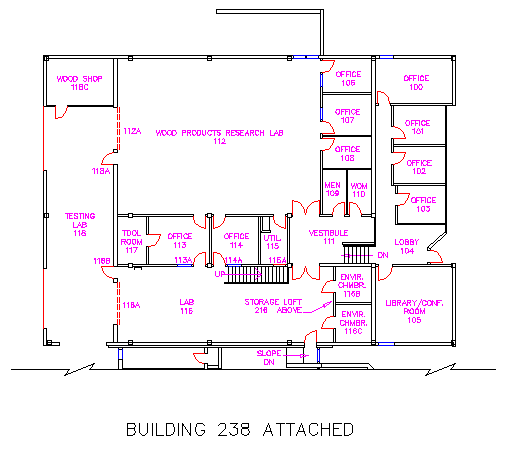 WOOD SHOP
118C
OFFICE
106
OFFICE
100
OFFICE
107
112A
WOOD PRODUCTS RESEARCH LAB
112
OFFICE
101
OFFICE
108
OFFICE
102
118A
MEN
109
WOM
110
OFFICE
103
TESTING
LAB
118
TOOL
ROOM
117
OFFICE
113
OFFICE
114
UTIL.
115
VESTIBULE
111
LOBBY
104
DN
118B
113A
114A
115A
UP
ENVIR.
CHMBR.
116B
LAB
116
116A
STORAGE LOFT
216 ABOVE
LIBRARY/CONF.
ROOM
105
ENVIR.
CHMBR.
116C
SLOPE
DN
BUILDING 238 ATTACHED